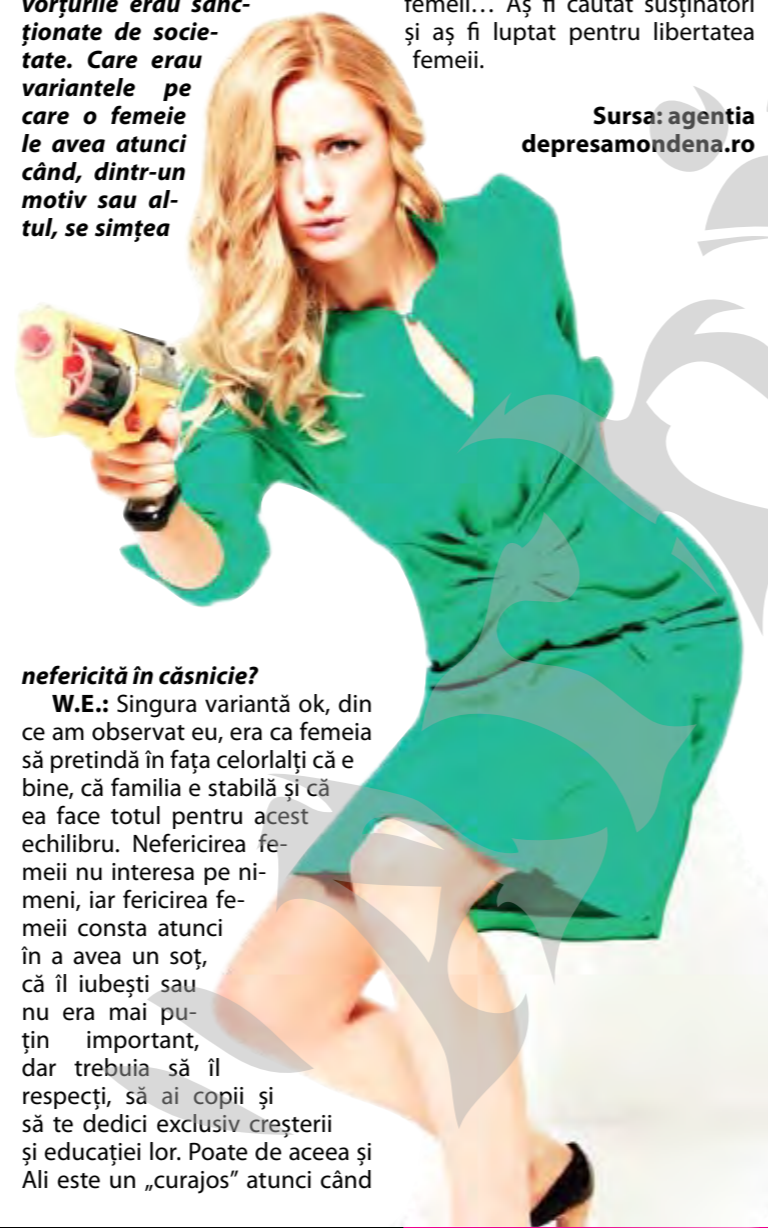 vorțurile erau sanc-
ționate de socie-
tate. Care erau
variantele pe
care o femeie
le avea atunci
când, dintr-un
motiv sau al-
tul, se simțea
nefericită în căsnicie?
W.E.: Singura variantă ok, din
ce am observat eu, era ca femeia
să pretindă în fața celorlalți că e
bine, că familia e stabilă și că
ea face totul pentru acest
echilibru. Nefericirea fe-
meii nu interesa pe ni-
meni, iar fericirea fe-
meii consta atunci
în a avea un soț,
că îl iubești sau
nu era mai pu-
țin important,
dar trebuia să îl
respecți, să ai copii și
să te dedici exclusiv creșterii
și educației lor. Poate de aceea și
Ali este un „curajos” atunci când
femeii… Aș fi căutat susținători
și aș fi luptat pentru libertatea
femeii.
Sursa: agentia
depresamondena.ro